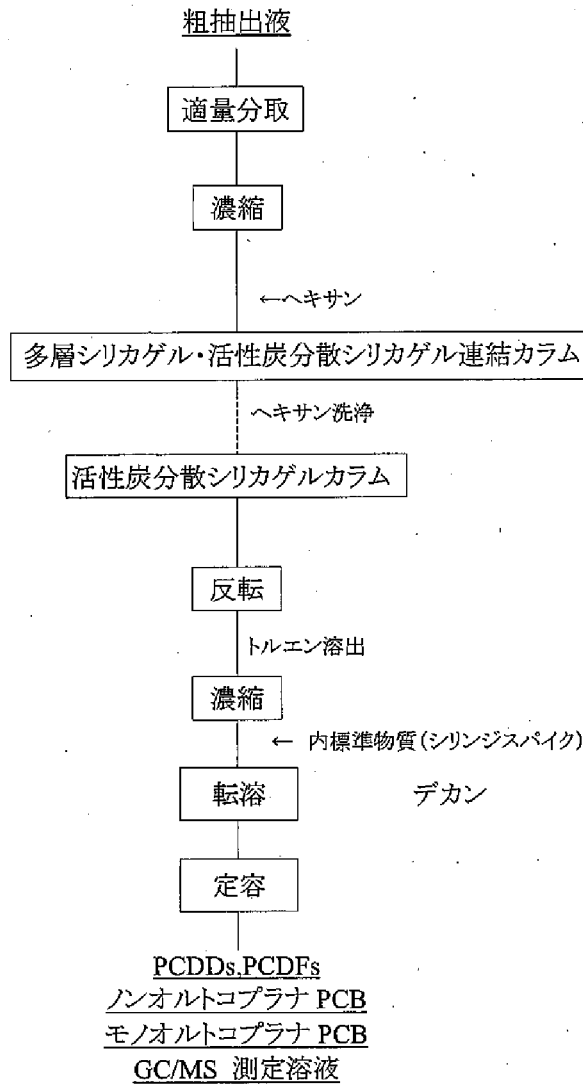 粗抽出液
適量分取
濃縮
←ヘキサン
多層シリカゲル・活性炭分散シリカゲル連結カラム
ヘキサン洗浄
活性炭分散シリカゲルカラム
反転
トルエン溶出
濃縮
← 内標準物質(シリンジスパイク)
転溶 デカン
定容
PCDDs,PCDFs
ノンオルトコプラナ PCB
モノオルトコプラナ PCB
GC/MS 測定溶液